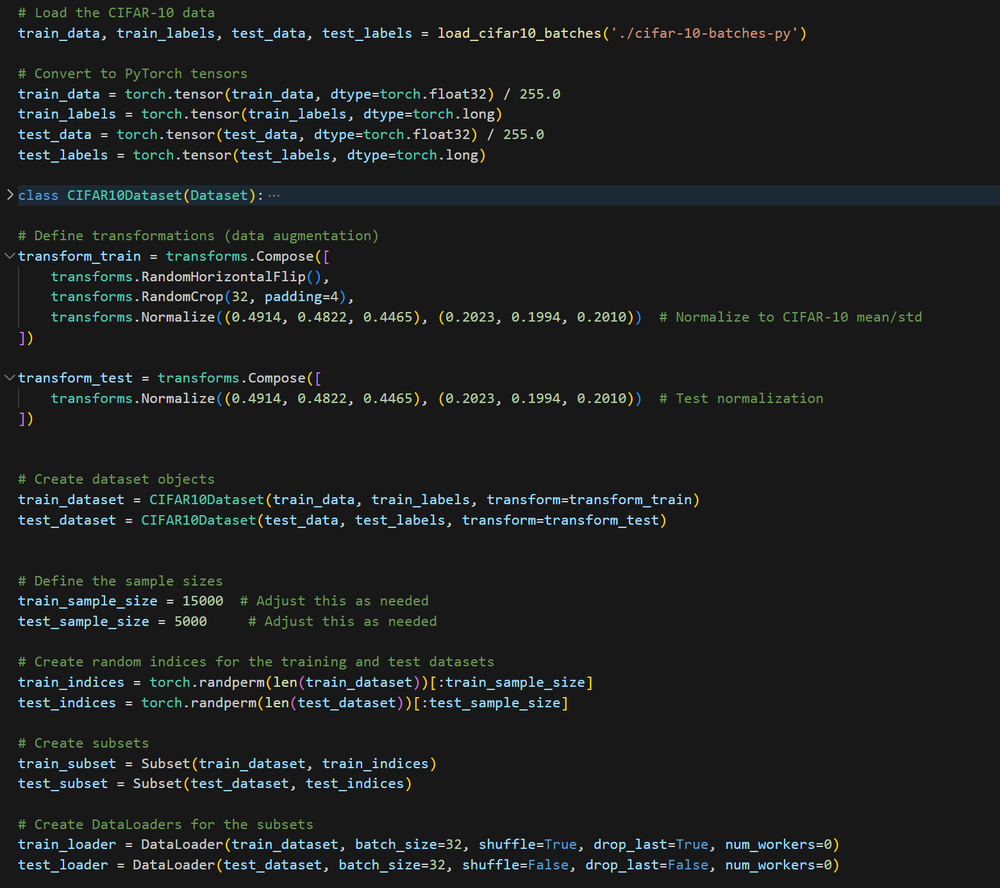 # Load the CIFAR-10 data
train_data, train_labels, test_data, test_labels = load_cifar10_batches('./cifar-10-batches-py')
# Convert to PyTorch tensors
train_data = torch.tensor(train_data, dtype=torch.float32) / 255.0
train_labels = torch.tensor(train_labels, dtype=torch.long)
test_data = torch.tensor(test_data, dtype=torch.float32) / 255.0
test_labels = torch.tensor(test_labels, dtype=torch.long)
class CIFAR10Dataset(Dataset): ···
# Define transformations (data augmentation)
transform_train = transforms.Compose([
    transforms.RandomHorizontalFlip(),
    transforms.RandomCrop(32, padding=4),
    transforms.Normalize((0.4914, 0.4822, 0.4465), (0.2023, 0.1994, 0.2010))  # Normalize to CIFAR-10 mean/std
])
transform_test = transforms.Compose([
    transforms.Normalize((0.4914, 0.4822, 0.4465), (0.2023, 0.1994, 0.2010))  # Test normalization
])
# Create dataset objects
train_dataset = CIFAR10Dataset(train_data, train_labels, transform=transform_train)
test_dataset = CIFAR10Dataset(test_data, test_labels, transform=transform_test)
# Define the sample sizes
train_sample_size = 15000  # Adjust this as needed
test_sample_size = 5000     # Adjust this as needed
# Create random indices for the training and test datasets
train_indices = torch.randperm(len(train_dataset))[:train_sample_size]
test_indices = torch.randperm(len(test_dataset))[:test_sample_size]
# Create subsets
train_subset = Subset(train_dataset, train_indices)
test_subset = Subset(test_dataset, test_indices)
# Create DataLoaders for the subsets
train_loader = DataLoader(train_dataset, batch_size=32, shuffle=True, drop_last=True, num_workers=0)
test_loader = DataLoader(test_dataset, batch_size=32, shuffle=False, drop_last=False, num_workers=0)